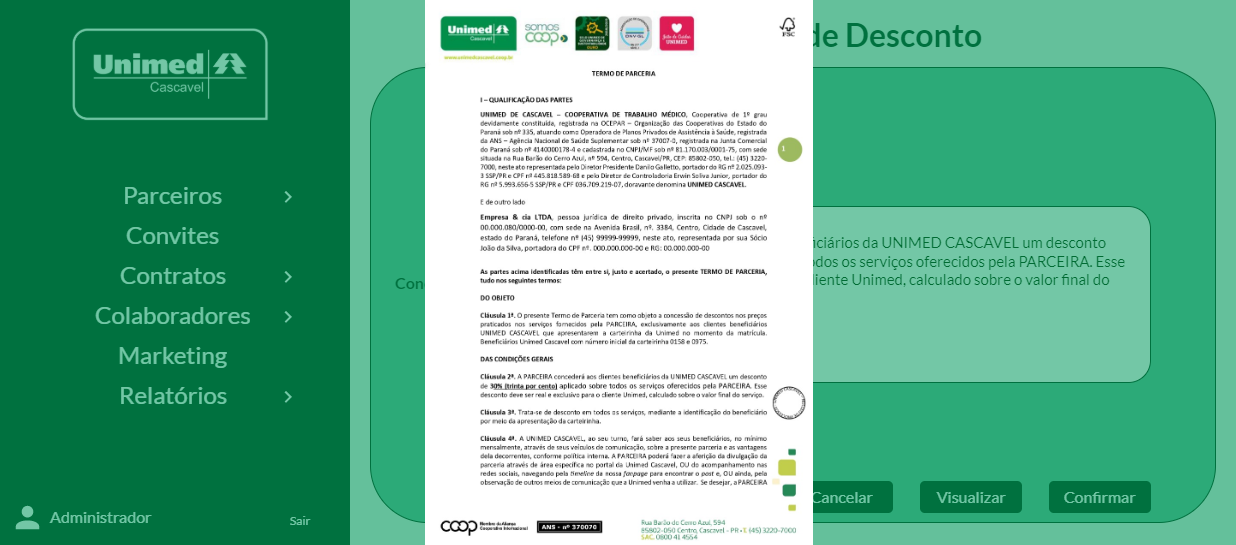 Unimed
Cascavel
Parceiros
Convites
Contratos
Colaboradores
Marketing
Relatórios
Administrador
Sair
de Desconto
Unimed
Cascavel
somos
coop
FSC
www.unimedcascavel.coop.br
TERMO DE PARCERIA
I – QUALIFICAÇÃO DAS PARTES
UNIMED DE CASCAVEL – COOPERATIVA DE TRABALHO MÉDICO, Cooperativa de 1º grau
devidamente constituída, registrada na OCEPAR – Organização das Cooperativas do Estado do
Paraná sob nº 335, atuando como Operadora de Planos Privados de Assistência à Saúde, registrada
da ANS – Agência Nacional de Saúde Suplementar sob nº 37007-0, registrada na Junta Comercial
do Paraná sob nº 4140000178-4 e cadastrada no CNPJ/MF sob nº 81.170.003/0001-75, com sede
situada na Rua Barão do Cerro Azul, nº 594, Centro, Cascavel/PR, CEP: 85802-050, tel.: (45) 3220-
7000, neste ato representada pelo Diretor Presidente Danilo Galletto, portador do RG nº 2.025.093-
3 SSP/PR e CPF nº 445.818.589-68 e pelo Diretor de Controladoria Erwin Soliva Junior, portador do
RG nº 5.993.656-5 SSP/PR e CPF 036.709.219-07, doravante denomina UNIMED CASCAVEL.
1
E de outro lado
Empresa & cia LTDA, pessoa jurídica de direito privado, inscrita no CNPJ sob o nº
00.000.080/0000-00, com sede na Avenida Brasil, nº. 3384, Centro, Cidade de Cascavel,
estado do Paraná, telefone nº (45) 99999-99999, neste ato, representada por sua Sócio
João da Silva, portadora do CPF nº. 000.000.000-00 e RG: 00.000.000-00
As partes acima identificadas têm entre si, justo e acertado, o presente TERMO DE PARCERIA,
tudo nos seguintes termos:
DO OBJETO
Cláusula 1ª. O presente Termo de Parceria tem como objeto a concessão de descontos nos preços
praticados nos serviços fornecidos pela PARCEIRA, exclusivamente aos clientes beneficiários
UNIMED CASCAVEL que apresentarem a carteirinha da Unimed no momento da matrícula.
Beneficiários Unimed Cascavel com número inicial da carteirinha 0158 e 0975.
DAS CONDIÇÕES GERAIS
Cláusula 2ª. A PARCEIRA concederá aos clientes beneficiários da UNIMED CASCAVEL um desconto
de 30% (trinta por cento) aplicado sobre todos os serviços oferecidos pela PARCEIRA. Esse
desconto deve ser real e exclusivo para o cliente Unimed, calculado sobre o valor final do serviço.
Cláusula 3ª. Trata-se de desconto em todos os serviços, mediante a identificação do beneficiário
por meio da apresentação da carteirinha.
Cláusula 4ª. A UNIMED CASCAVEL, ao seu turno, fará saber aos seus beneficiários, no mínimo
mensalmente, através de seus veículos de comunicação, sobre a presente parceria e as vantagens
dela decorrentes, conforme política interna. A PARCEIRA poderá fazer a aferição da divulgação da
parceria através de área específica no portal da Unimed Cascavel, OU do acompanhamento nas
redes sociais, navegando pela timeline da nossa fanpage para encontrar o post e, OU ainda, pela
observação de outros meios de comunicação que a Unimed venha a utilizar. Se desejar, a PARCEIRA
coop
Membro da Aliança
Cooperativa Internacional
ANS - nº 370070
Rua Barão do Cerro Azul, 594
85802-050 Centro, Cascavel – PR • T. (45) 3220-7000
SAC. 0800 41 4554
Con
ficiários da UNIMED CASCAVEL um desconto
odos os serviços oferecidos pela PARCEIRA. Esse
liente Unimed, calculado sobre o valor final do
Cancelar
Visualizar
Confirmar